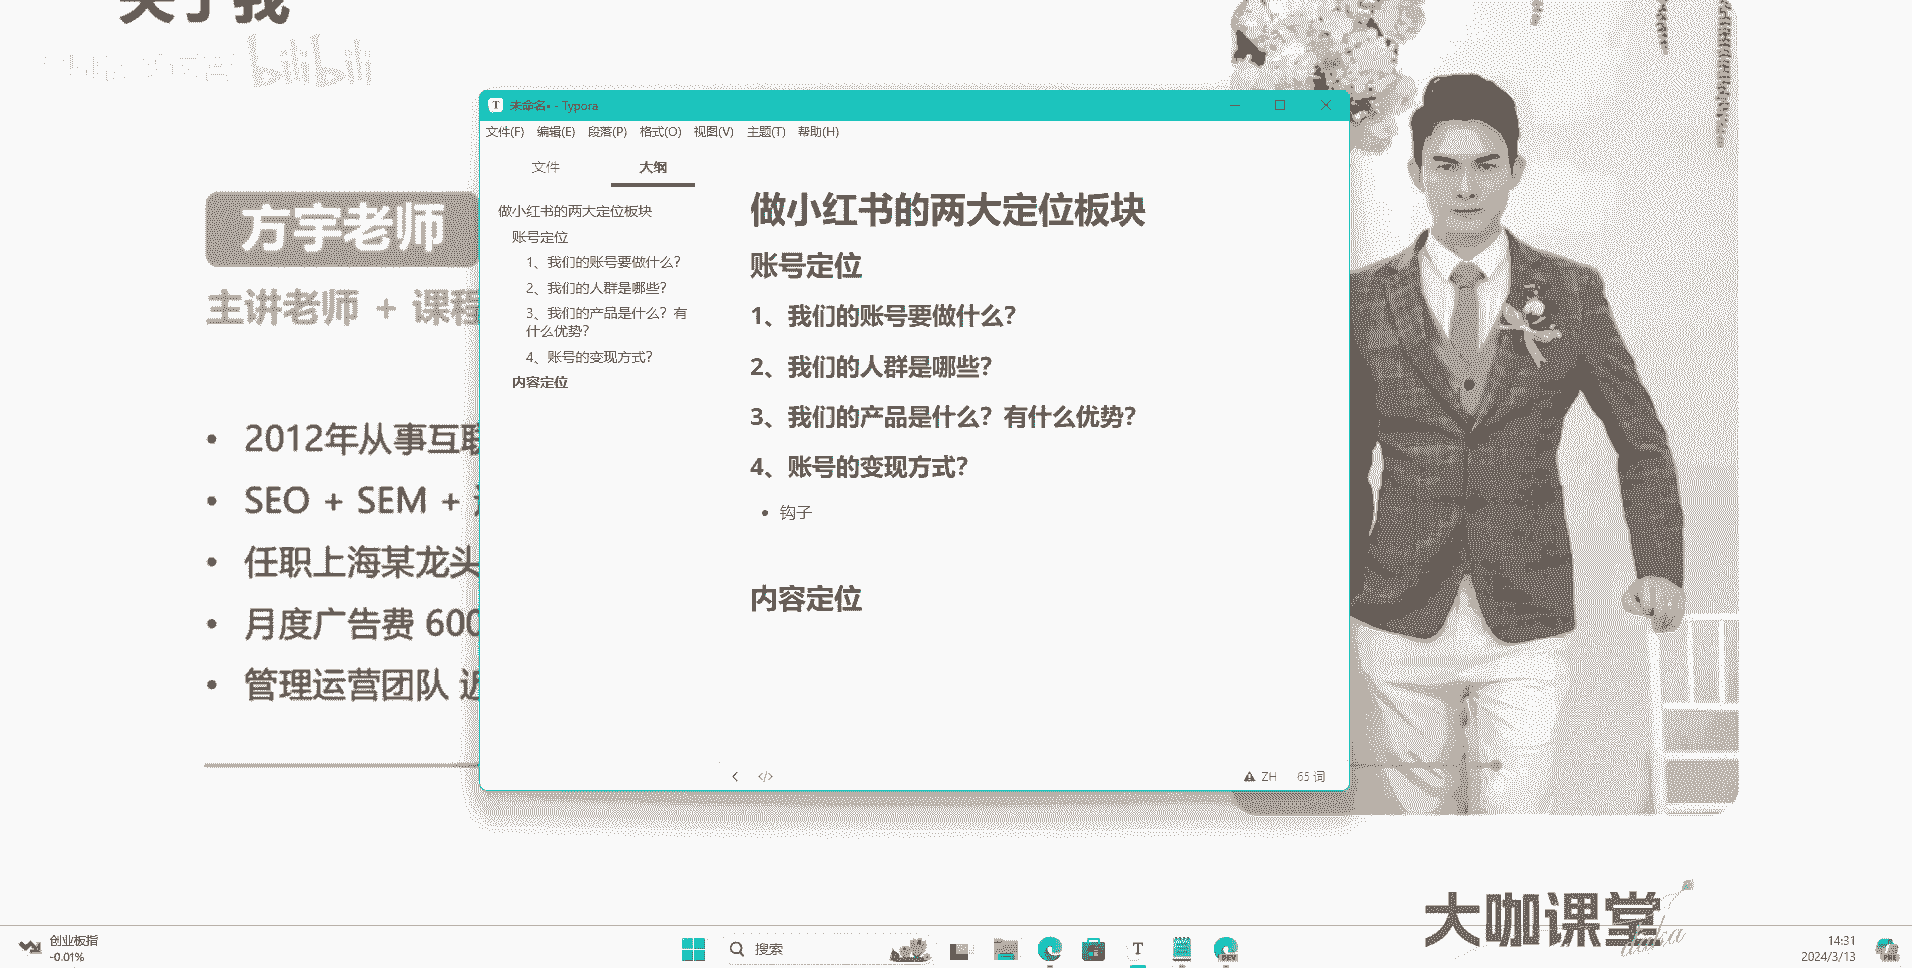 关于我
bilibili
方宇老师
主讲老师 + 课程
2012年从事互联
SEO + SEM +
任职上海某龙头
月度广告费 600
管理运营团队 近
未命名• - Typora
文件(F) 编辑(E) 段落(P) 格式(O) 视图(V) 主题(T) 帮助(H)
文件 大纲
做小红书的两大定位板块
账号定位
1、我们的账号要做什么?
2、我们的人群是哪些?
3、我们的产品是什么? 有
什么优势?
4、账号的变现方式?
内容定位
做小红书的两大定位板块
账号定位
1、我们的账号要做什么?
2、我们的人群是哪些?
3、我们的产品是什么? 有什么优势?
4、账号的变现方式?
钩子
内容定位
</> ZH 65 词
大咖课堂
daka
创业板指
-0.01%
搜索
T
DEV
14:31
2024/3/13
PRE